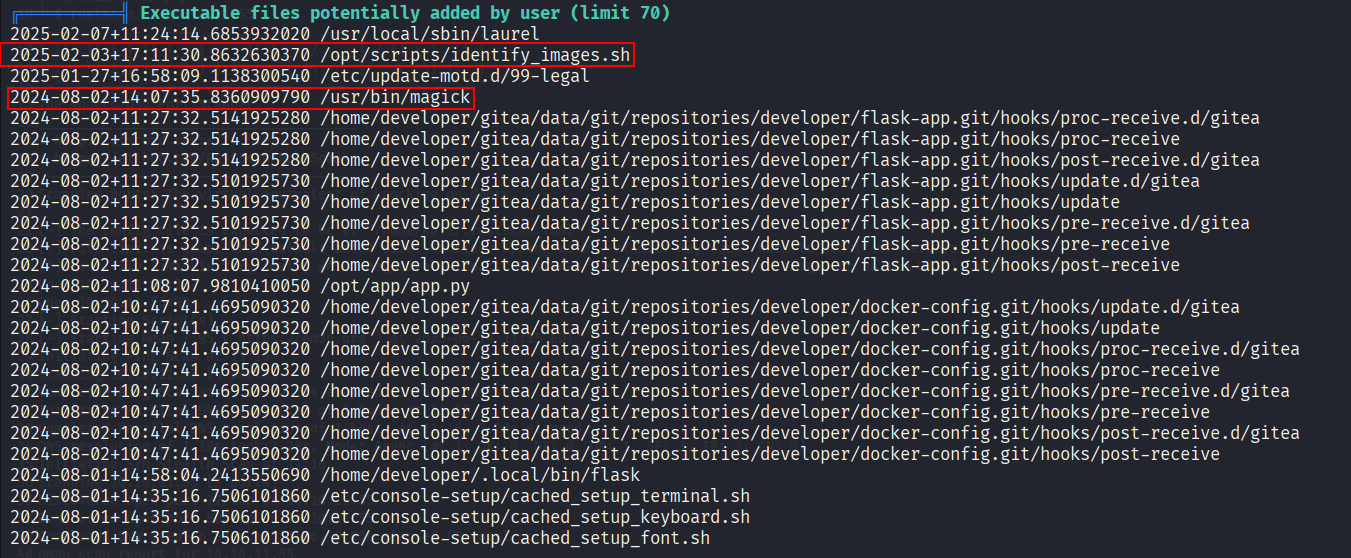 Executable files potentially added by user (limit 70)
2025-02-07+11:24:14.6853932020 /usr/local/sbin/laurel
2025-02-03+17:11:30.8632630370 /opt/scripts/identify_images.sh
2025-01-27+16:58:09.1138300540 /etc/update-motd.d/99-legal
2024-08-02+14:07:35.8360909790 /usr/bin/magick
2024-08-02+11:27:32.5141925280 /home/developer/gitea/data/git/repositories/developer/flask-app.git/hooks/proc-receive.d/gitea
2024-08-02+11:27:32.5141925280 /home/developer/gitea/data/git/repositories/developer/flask-app.git/hooks/proc-receive
2024-08-02+11:27:32.5141925280 /home/developer/gitea/data/git/repositories/developer/flask-app.git/hooks/post-receive.d/gitea
2024-08-02+11:27:32.5101925730 /home/developer/gitea/data/git/repositories/developer/flask-app.git/hooks/update.d/gitea
2024-08-02+11:27:32.5101925730 /home/developer/gitea/data/git/repositories/developer/flask-app.git/hooks/update
2024-08-02+11:27:32.5101925730 /home/developer/gitea/data/git/repositories/developer/flask-app.git/hooks/pre-receive.d/gitea
2024-08-02+11:27:32.5101925730 /home/developer/gitea/data/git/repositories/developer/flask-app.git/hooks/pre-receive
2024-08-02+11:27:32.5101925730 /home/developer/gitea/data/git/repositories/developer/flask-app.git/hooks/post-receive
2024-08-02+11:08:07.9810410050 /opt/app/app.py
2024-08-02+10:47:41.4695090320 /home/developer/gitea/data/git/repositories/developer/docker-config.git/hooks/update.d/gitea
2024-08-02+10:47:41.4695090320 /home/developer/gitea/data/git/repositories/developer/docker-config.git/hooks/update
2024-08-02+10:47:41.4695090320 /home/developer/gitea/data/git/repositories/developer/docker-config.git/hooks/proc-receive.d/gitea
2024-08-02+10:47:41.4695090320 /home/developer/gitea/data/git/repositories/developer/docker-config.git/hooks/proc-receive
2024-08-02+10:47:41.4695090320 /home/developer/gitea/data/git/repositories/developer/docker-config.git/hooks/pre-receive.d/gitea
2024-08-02+10:47:41.4695090320 /home/developer/gitea/data/git/repositories/developer/docker-config.git/hooks/pre-receive
2024-08-02+10:47:41.4695090320 /home/developer/gitea/data/git/repositories/developer/docker-config.git/hooks/post-receive.d/gitea
2024-08-02+10:47:41.4695090320 /home/developer/gitea/data/git/repositories/developer/docker-config.git/hooks/post-receive
2024-08-01+14:58:04.2413550690 /home/developer/.local/bin/flask
2024-08-01+14:35:16.7506101860 /etc/console-setup/cached_setup_terminal.sh
2024-08-01+14:35:16.7506101860 /etc/console-setup/cached_setup_keyboard.sh
2024-08-01+14:35:16.7506101860 /etc/console-setup/cached_setup_font.sh